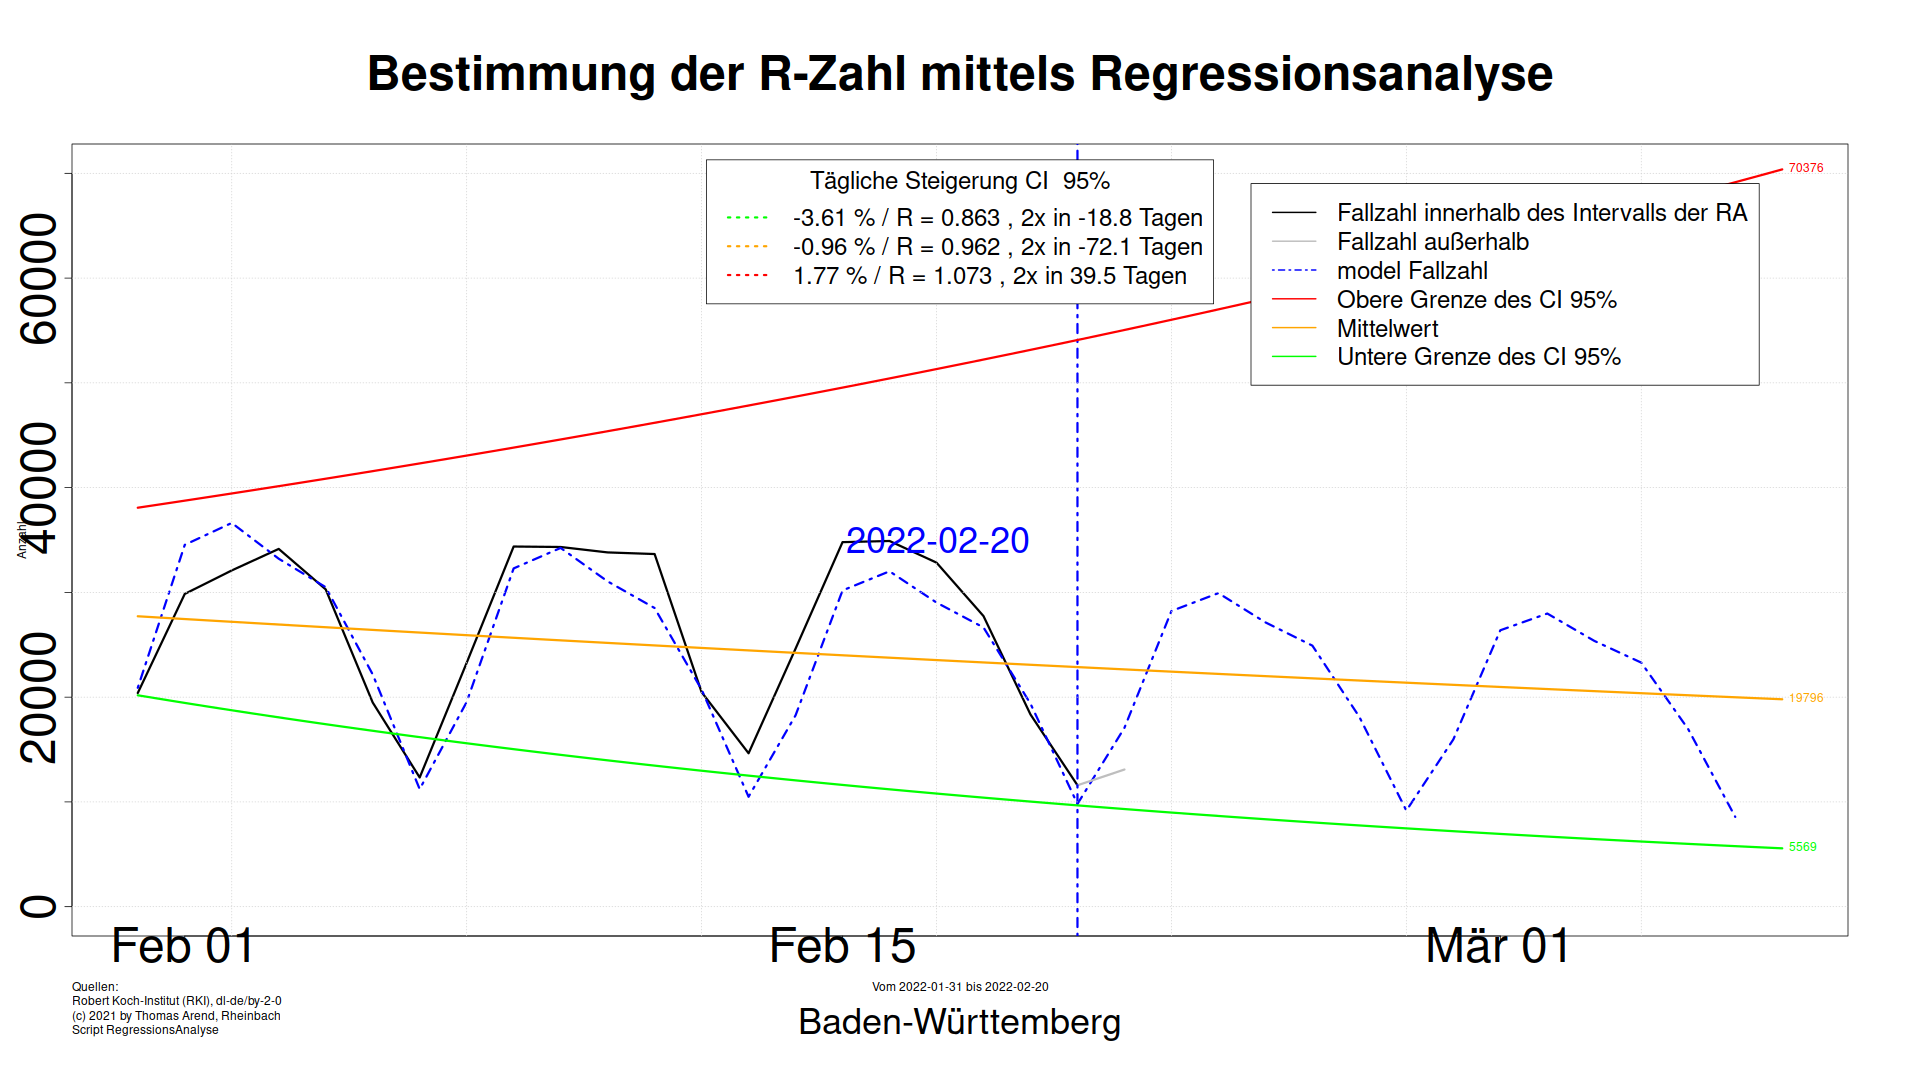 Bestimmung der R-Zahl mittels Regressionsanalyse
Tägliche Steigerung CI  95%
-3.61 % / R = 0.863 , 2x in -18.8 Tagen
-0.96 % / R = 0.962 , 2x in -72.1 Tagen
1.77 % / R = 1.073 , 2x in 39.5 Tagen
Fallzahl innerhalb des Intervalls der RA
Fallzahl außerhalb
model Fallzahl
Obere Grenze des CI 95%
Mittelwert
Untere Grenze des CI 95%
70376
60000
40000
20000
0
Anzahl
2022-02-20
19796
5569
Feb 01
Feb 15
Mär 01
Quellen:
Robert Koch-Institut (RKI), dl-de/by-2-0
(c) 2021 by Thomas Arend, Rheinbach
Script RegressionsAnalyse
Vom 2022-01-31 bis 2022-02-20
Baden-Württemberg